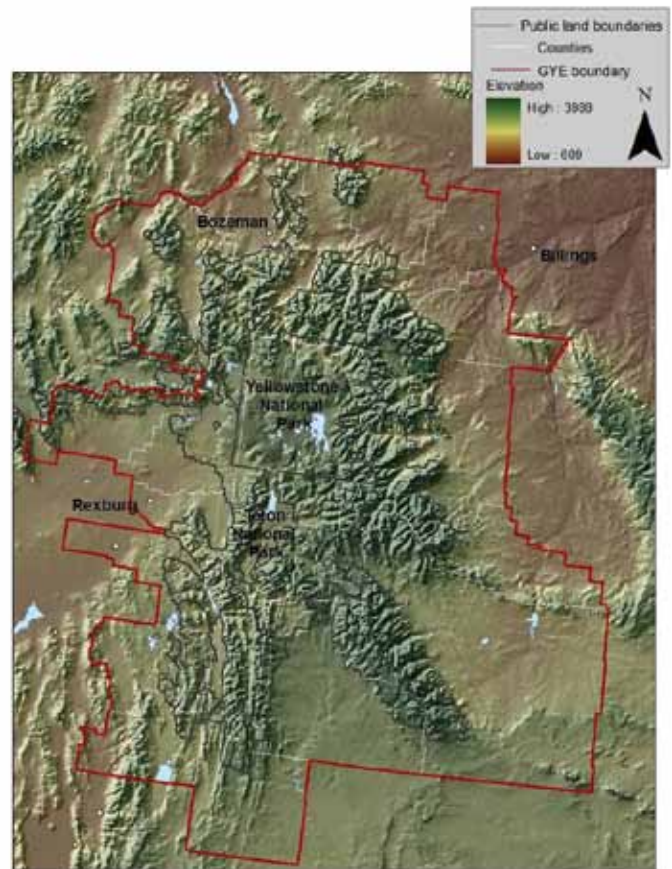 Public land boundaries
Counties
GYE boundary
Elevation
N
High : 3999
Low : 609
Bozeman
Billings
Yellowstone
National
Park
Rexburg
Teton
National
Park